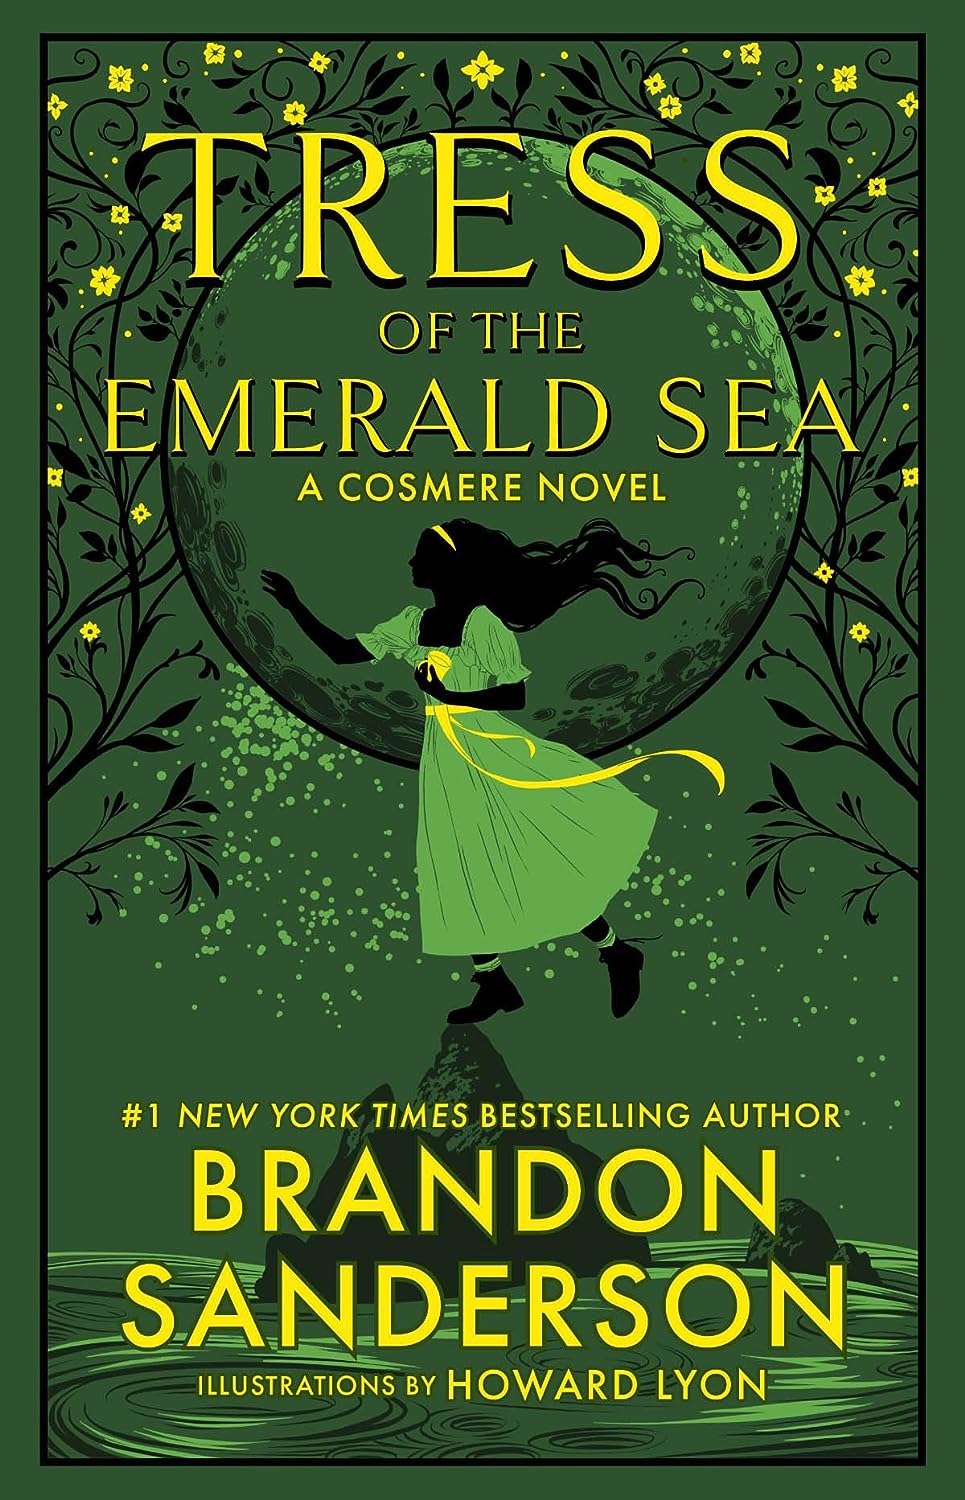 TRESS
OF THE
EMERALD SEA
A COSMERE NOVEL
#1 NEW YORK TIMES BESTSELLING AUTHOR
BRANDON
SANDERSON
ILLUSTRATIONS BY HOWARD LYON